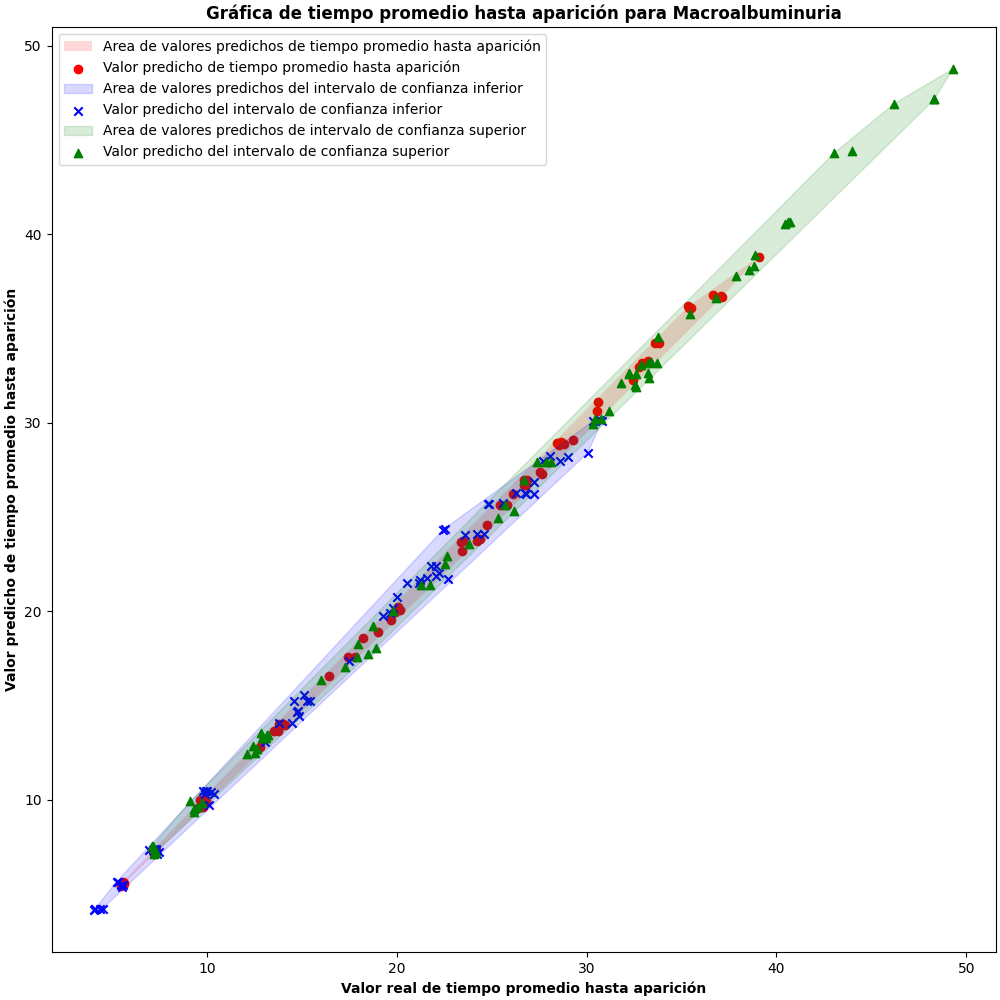 Gráfica de tiempo promedio hasta aparición para Macroalbuminuria
50
40
30
20
10
Valor predicho de tiempo promedio hasta aparición
Area de valores predichos de tiempo promedio hasta aparición
Valor predicho de tiempo promedio hasta aparición
Area de valores predichos del intervalo de confianza inferior
Valor predicho del intervalo de confianza inferior
Area de valores predichos de intervalo de confianza superior
Valor predicho del intervalo de confianza superior
10 20 30 40 50
Valor real de tiempo promedio hasta aparición